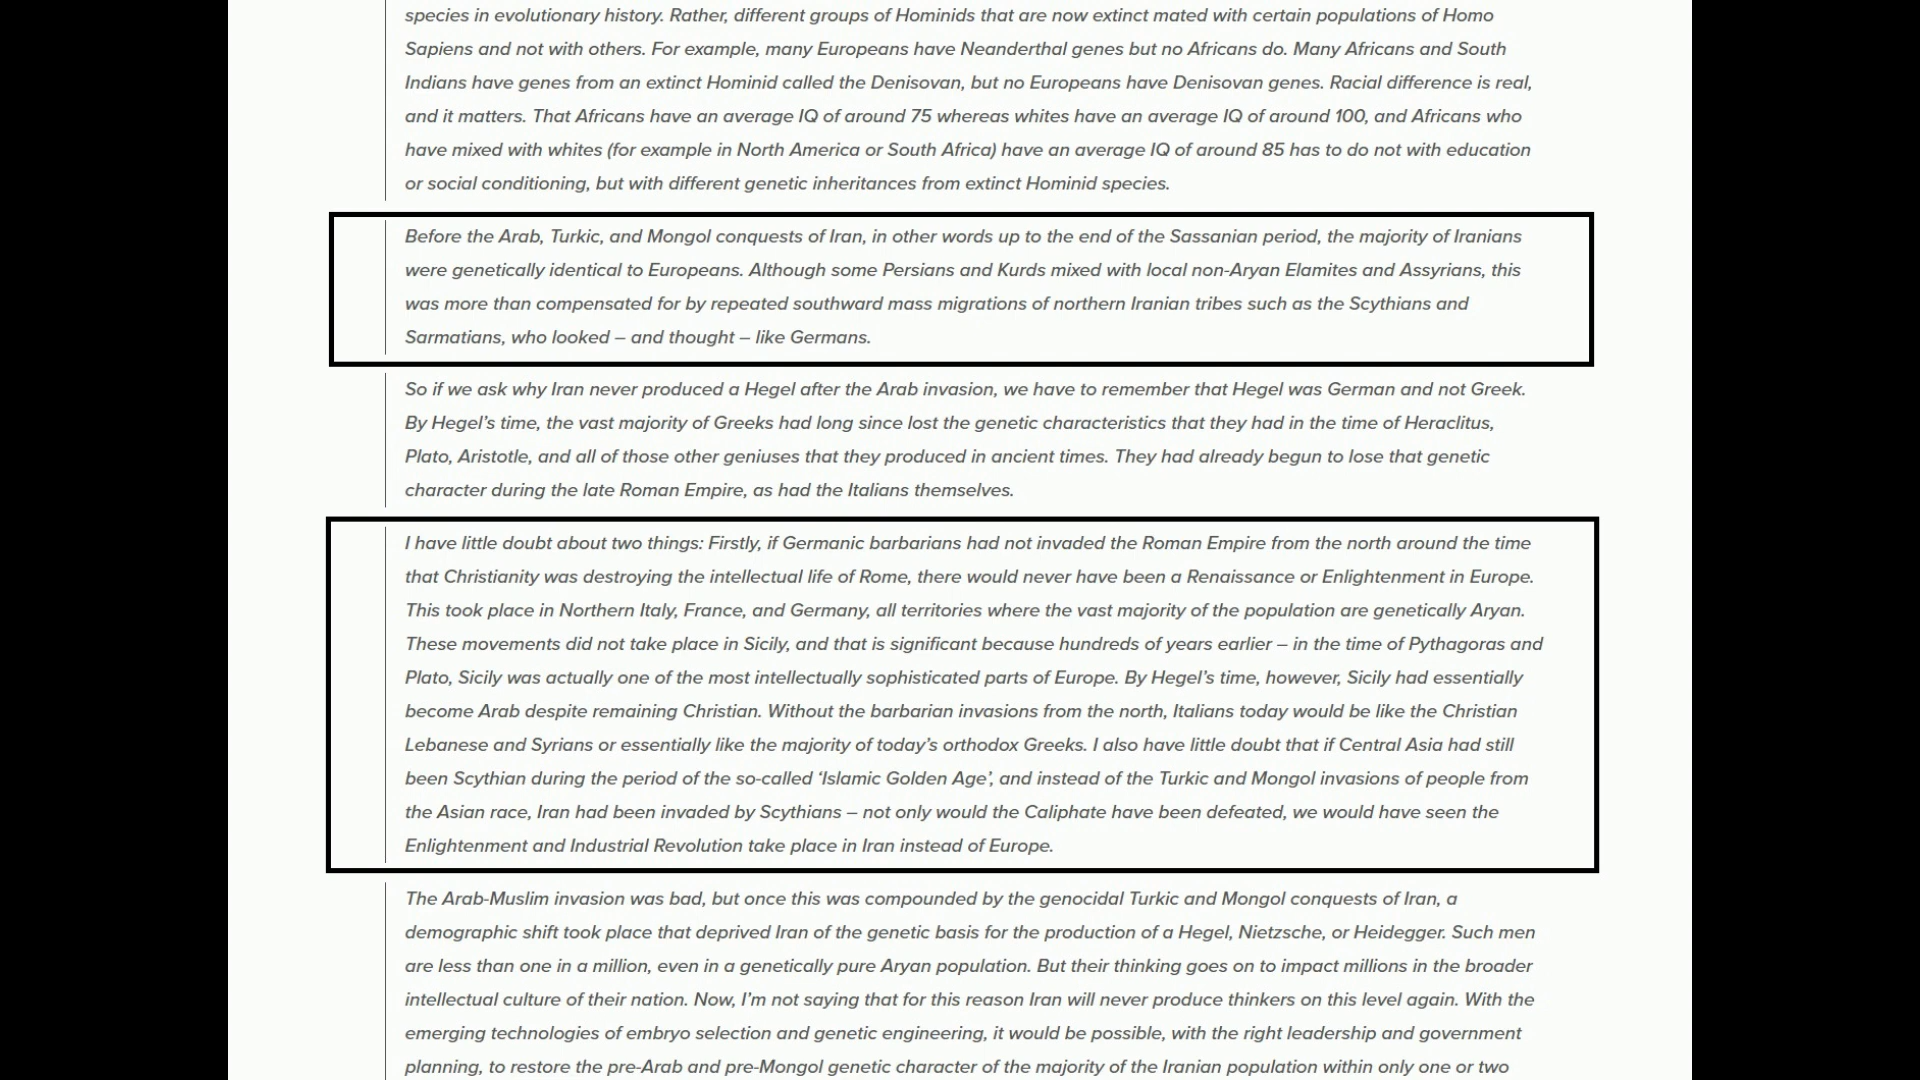 species in evolutionary history. Rather, different groups of Hominids that are now extinct mated with certain populations of Homo
Sapiens and not with others. For example, many Europeans have Neanderthal genes but no Africans do. Many Africans and South
Indians have genes from an extinct Hominid called the Denisovan, but no Europeans have Denisovan genes. Racial difference is real,
and it matters. That Africans have an average IQ of around 75 whereas whites have an average IQ of around 100, and Africans who
have mixed with whites (for example in North America or South Africa) have an average IQ of around 85 has to do not with education
or social conditioning, but with different genetic inheritances from extinct Hominid species.
Before the Arab, Turkic, and Mongol conquests of Iran, in other words up to the end of the Sassanian period, the majority of Iranians
were genetically identical to Europeans. Although some Persians and Kurds mixed with local non-Aryan Elamites and Assyrians, this
was more than compensated for by repeated southward mass migrations of northern Iranian tribes such as the Scythians and
Sarmatians, who looked – and thought – like Germans.
So if we ask why Iran never produced a Hegel after the Arab invasion, we have to remember that Hegel was German and not Greek.
By Hegel's time, the vast majority of Greeks had long since lost the genetic characteristics that they had in the time of Heraclitus,
Plato, Aristotle, and all of those other geniuses that they produced in ancient times. They had already begun to lose that genetic
character during the late Roman Empire, as had the Italians themselves.
I have little doubt about two things: Firstly, if Germanic barbarians had not invaded the Roman Empire from the north around the time
that Christianity was destroying the intellectual life of Rome, there would never have been a Renaissance or Enlightenment in Europe.
This took place in Northern Italy, France, and Germany, all territories where the vast majority of the population are genetically Aryan.
These movements did not take place in Sicily, and that is significant because hundreds of years earlier – in the time of Pythagoras and
Plato, Sicily was actually one of the most intellectually sophisticated parts of Europe. By Hegel's time, however, Sicily had essentially
become Arab despite remaining Christian. Without the barbarian invasions from the north, Italians today would be like the Christian
Lebanese and Syrians or essentially like the majority of today's orthodox Greeks. I also have little doubt that if Central Asia had still
been Scythian during the period of the so-called 'Islamic Golden Age', and instead of the Turkic and Mongol invasions of people from
the Asian race, Iran had been invaded by Scythians – not only would the Caliphate have been defeated, we would have seen the
Enlightenment and Industrial Revolution take place in Iran instead of Europe.
The Arab-Muslim invasion was bad, but once this was compounded by the genocidal Turkic and Mongol conquests of Iran, a
demographic shift took place that deprived Iran of the genetic basis for the production of a Hegel, Nietzsche, or Heidegger. Such men
are less than one in a million, even in a genetically pure Aryan population. But their thinking goes on to impact millions in the broader
intellectual culture of their nation. Now, I'm not saying that for this reason Iran will never produce thinkers on this level again. With the
emerging technologies of embryo selection and genetic engineering, it would be possible, with the right leadership and government
planning, to restore the pre-Arab and pre-Mongol genetic character of the majority of the Iranian population within only one or two